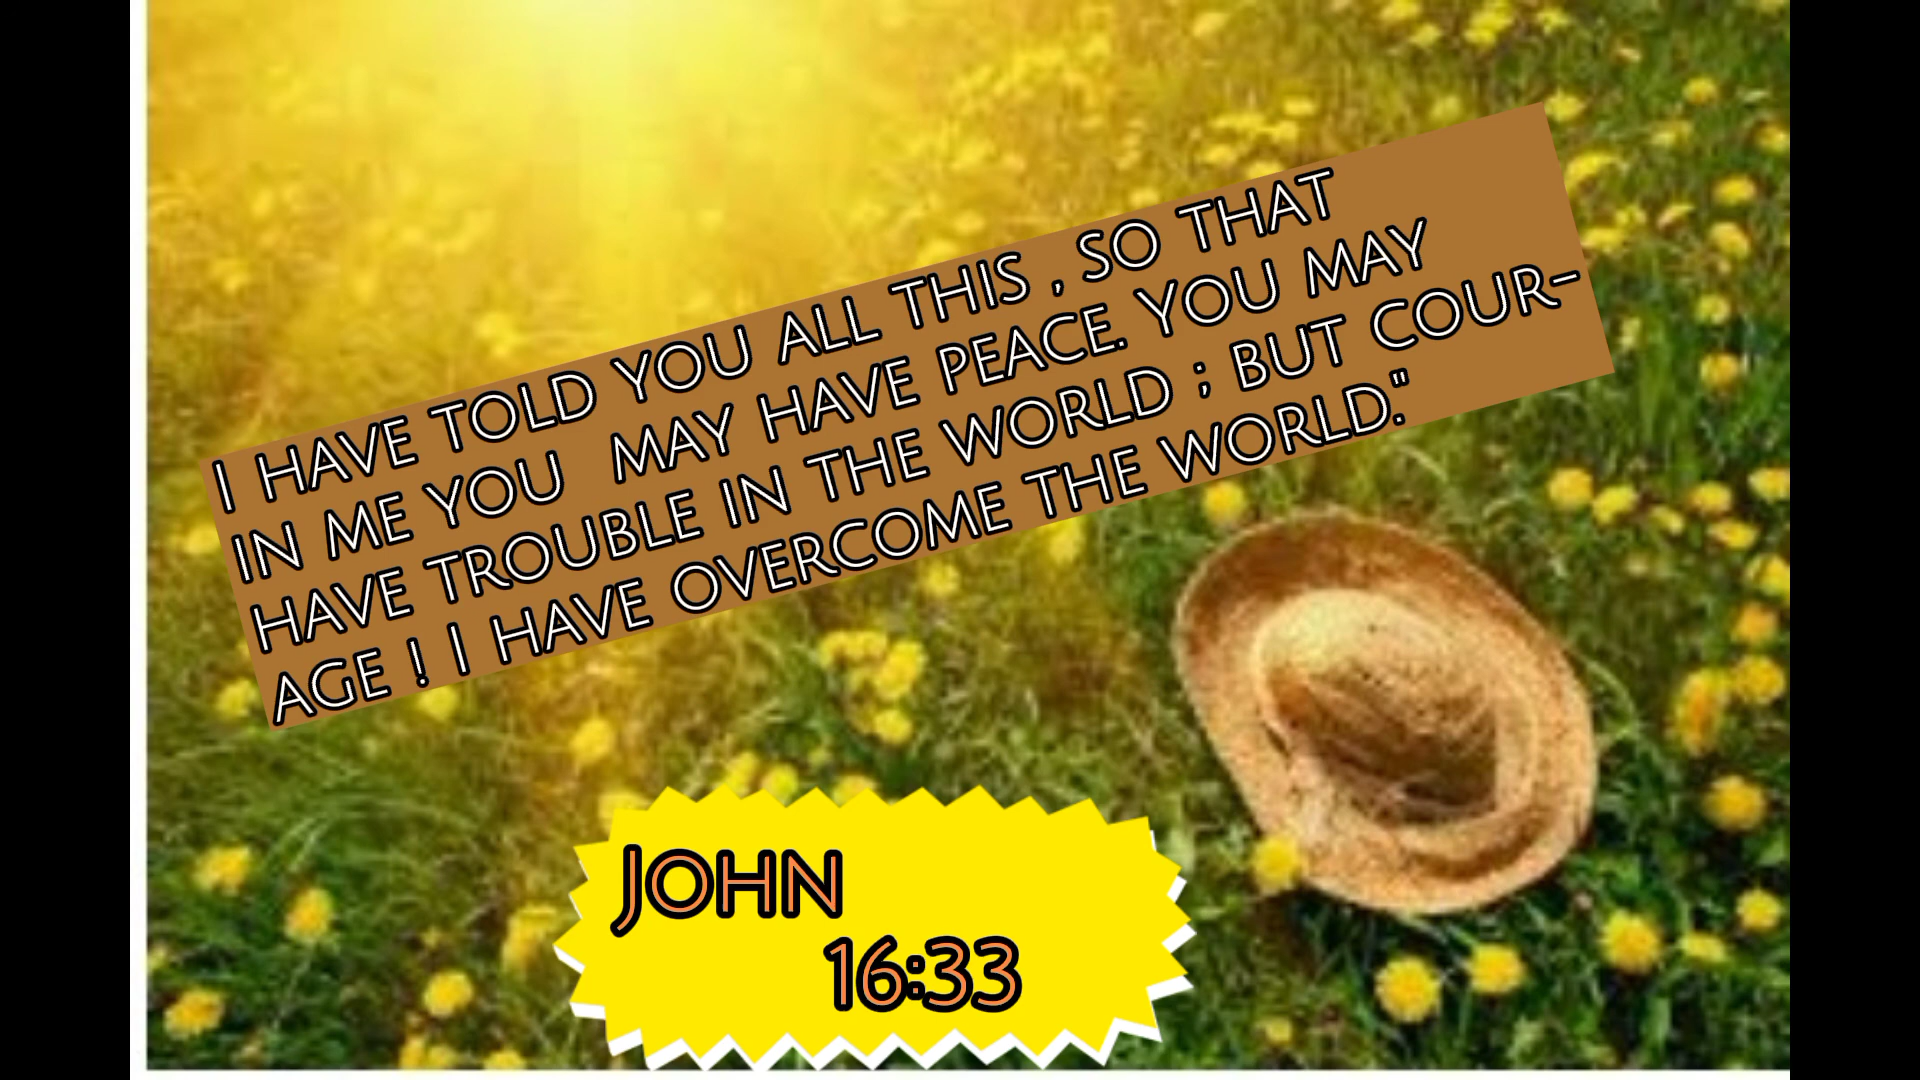 I HAVE TOLD YOU ALL THIS , SO THAT
IN ME YOU MAY HAVE PEACE. YOU MAY
HAVE TROUBLE IN THE WORLD ; BUT COUR-
AGE ! I HAVE OVERCOME THE WORLD."
JOHN
16:33